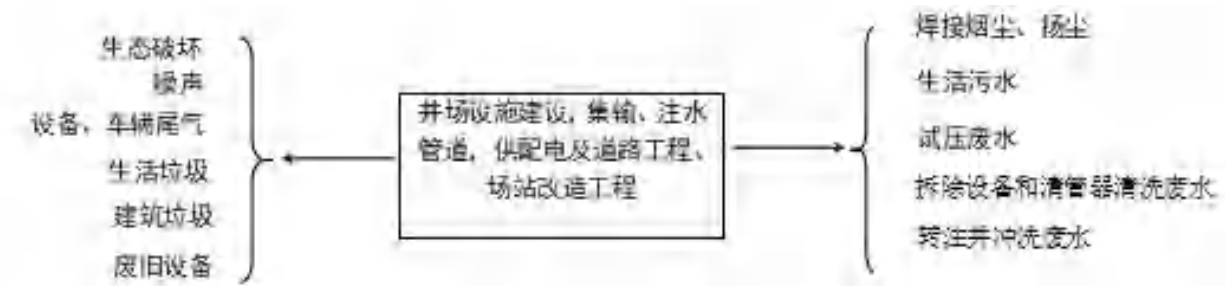 生态破坏
噪声
设备、车辆尾气
生活垃圾
建筑垃圾
废旧设备
井场设施建设，集输、注水
管道，供配电及道路工程、
场站改造工程
焊接烟尘、扬尘
生活污水
试压废水
拆除设备和清管器清洗废水
转注井冲洗废水